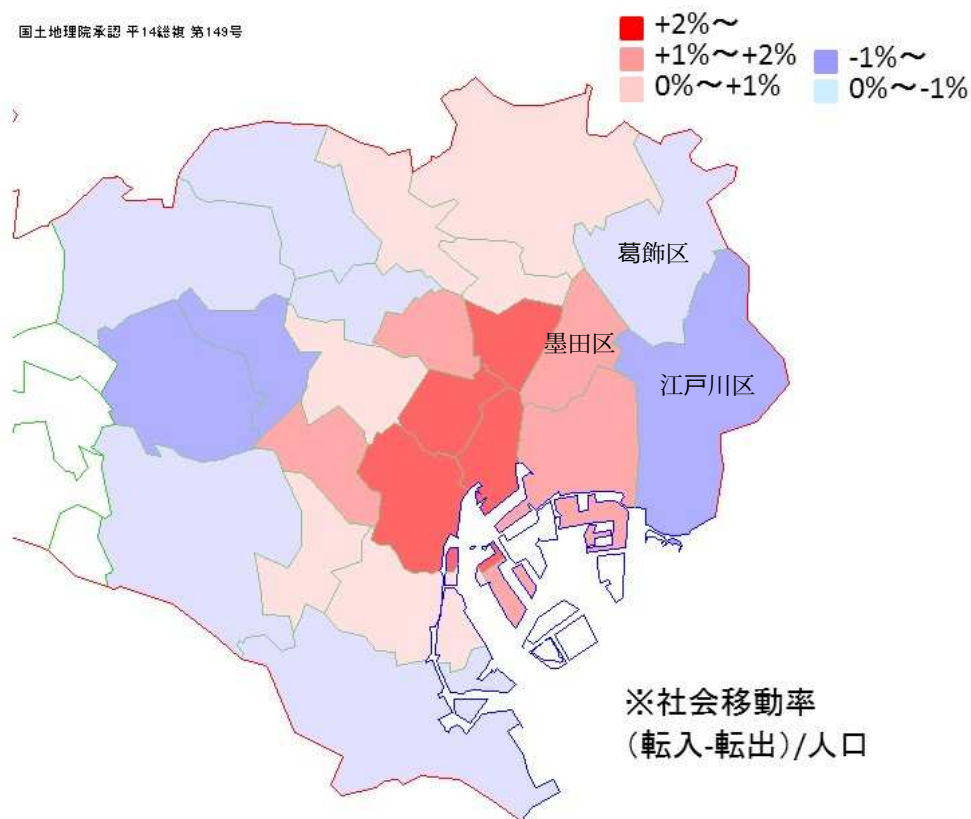 国土地理院承認 平14総複 第149号
+2%～
+1%～+2%
-1%～
0%～+1%
0%～-1%
葛飾区
墨田区
江戸川区
※社会移動率
(転入-転出)/人口